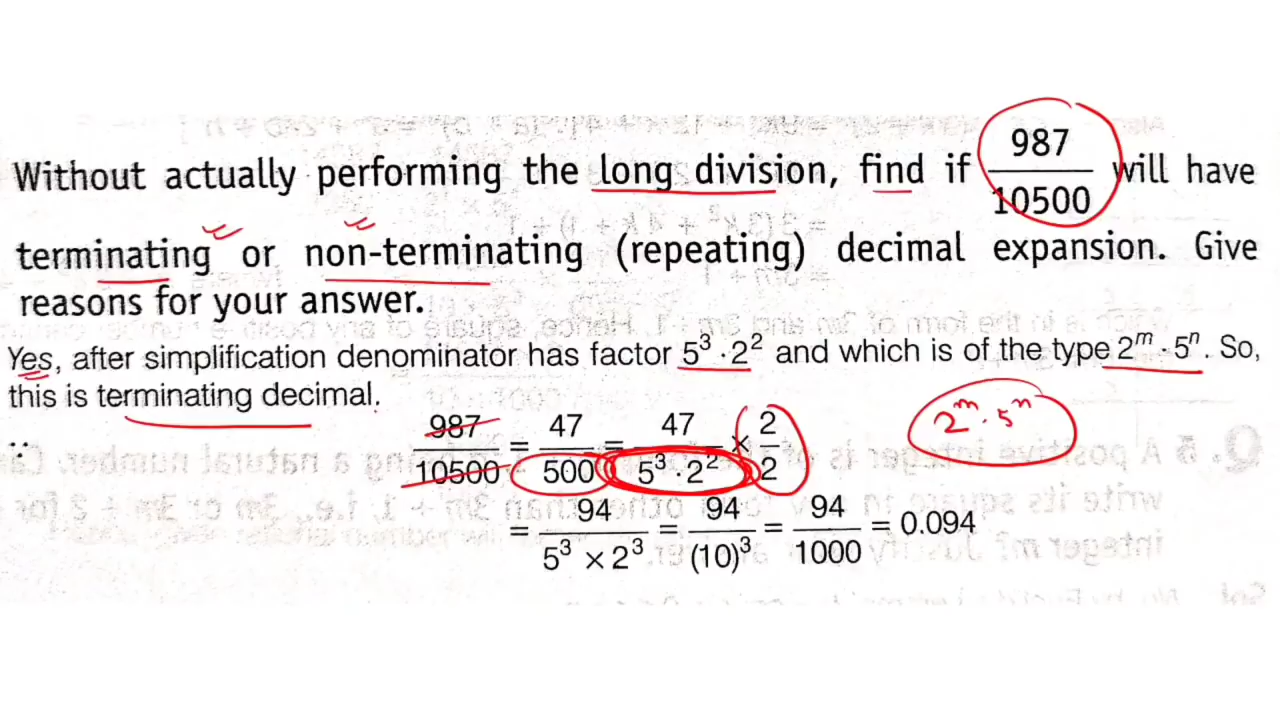 Without actually performing the long division, find if 987/10500 will have
terminating or non-terminating (repeating) decimal expansion. Give
reasons for your answer.
Yes, after simplification denominator has factor 5³ · 2² and which is of the type 2ᵐ · 5ⁿ. So,
this is terminating decimal.
∵ 987/10500 = 47/500 = 47/(5³ · 2²) × 2/2
2ᵐ · 5ⁿ
= 94/(5³ × 2³) = 94/(10)³ = 94/1000 = 0.094